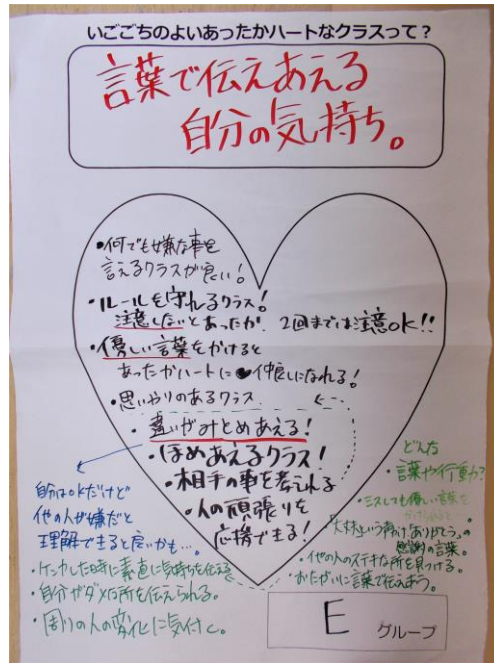 いごこちのよいあったかハートなクラスって？
言葉で伝えあえる
自分の気持ち。
・何でも嫌な事を
言えるクラスが良い！
・ルールを守れるクラス！
注意しないとあったか 2回までは注意OK!!
・優しい言葉をかけると
あったかハートに 仲良しになれる！
・思いやりのあるクラス
・違いがみとめあえる！
・ほめあえるクラス！
・相手の事を考える
・人の頑張りを
応援できる！
自分はOKだけど
他の人が嫌だと
理解できると良いかも…。
・ケンカした時に素直に気持ちを伝える
・自分がダメな所を伝えられる。
・周りの人の変化に気付く。
どんな
・言葉や行動？
・ミスしても優しい言葉を
「ありがとう」の
感謝の言葉。
・他の人のステキな所を見つける。
・おたがいに言葉で伝えあう。
E グループ